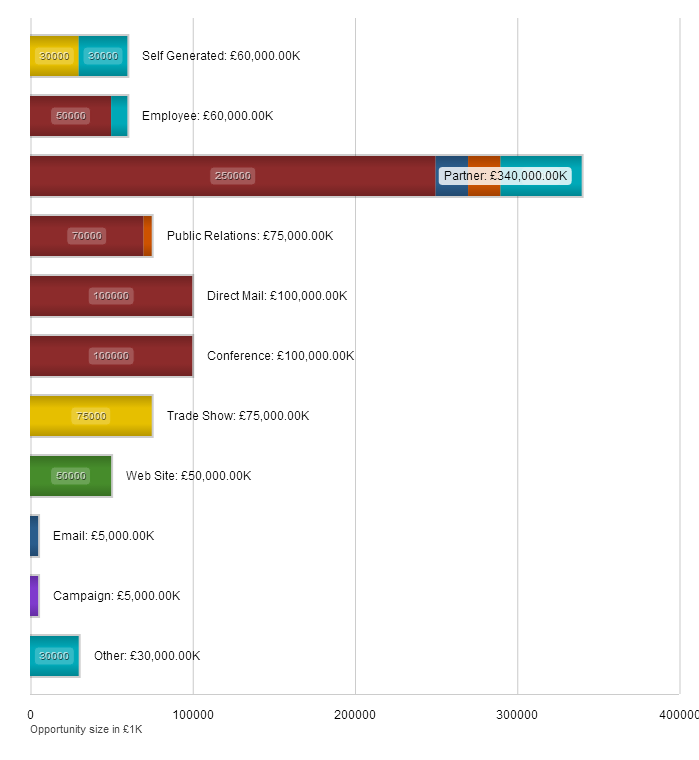 30000 30000 Self Generated: £60,000.00K
50000 Employee: £60,000.00K
250000 Partner: £340,000.00K
70000 Public Relations: £75,000.00K
100000 Direct Mail: £100,000.00K
100000 Conference: £100,000.00K
75000 Trade Show: £75,000.00K
50000 Web Site: £50,000.00K
Email: £5,000.00K
Campaign: £5,000.00K
30000 Other: £30,000.00K
0 100000 200000 300000 400000
Opportunity size in £1K